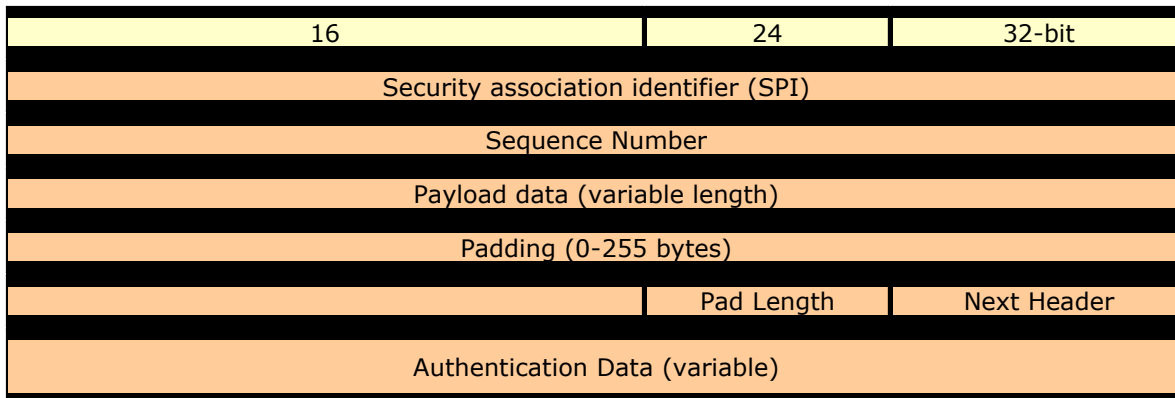 16 24 32-bit
Security association identifier (SPI)
Sequence Number
Payload data (variable length)
Padding (0-255 bytes)
Pad Length Next Header
Authentication Data (variable)